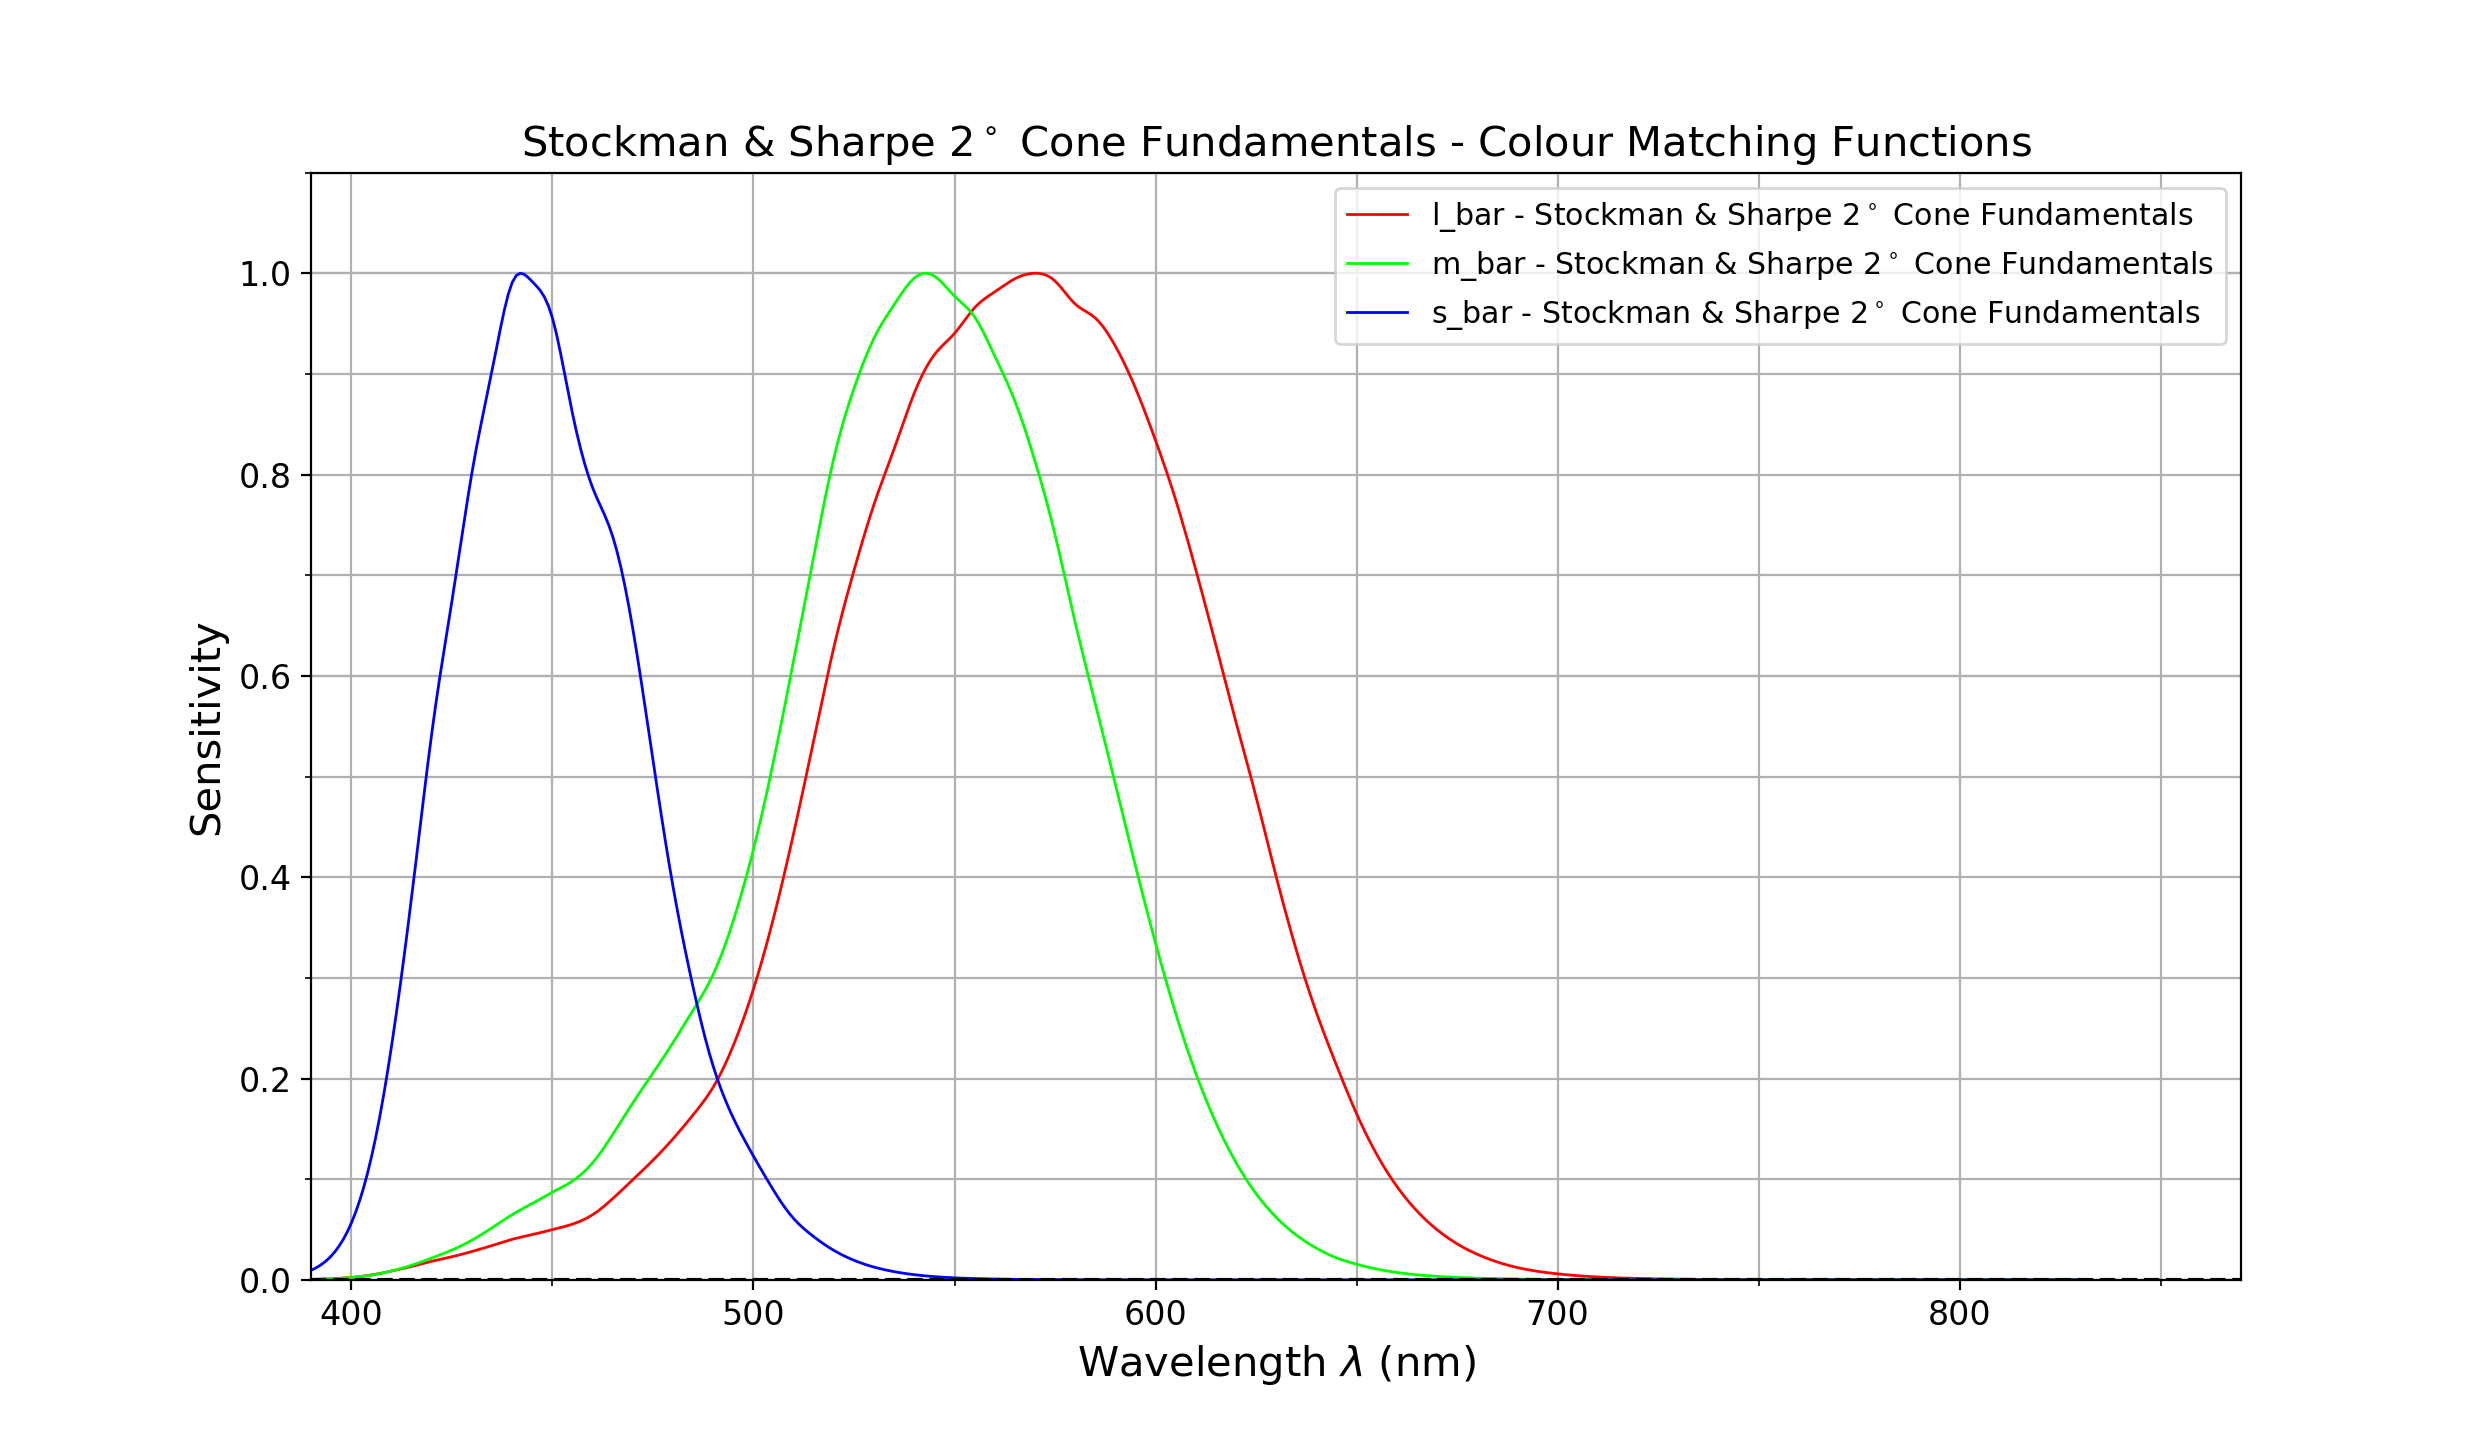 Stockman & Sharpe 2° Cone Fundamentals - Colour Matching Functions
l_bar - Stockman & Sharpe 2° Cone Fundamentals
m_bar - Stockman & Sharpe 2° Cone Fundamentals
s_bar - Stockman & Sharpe 2° Cone Fundamentals
Sensitivity
1.0
0.8
0.6
0.4
0.2
0.0
400 500 600 700 800
Wavelength λ (nm)